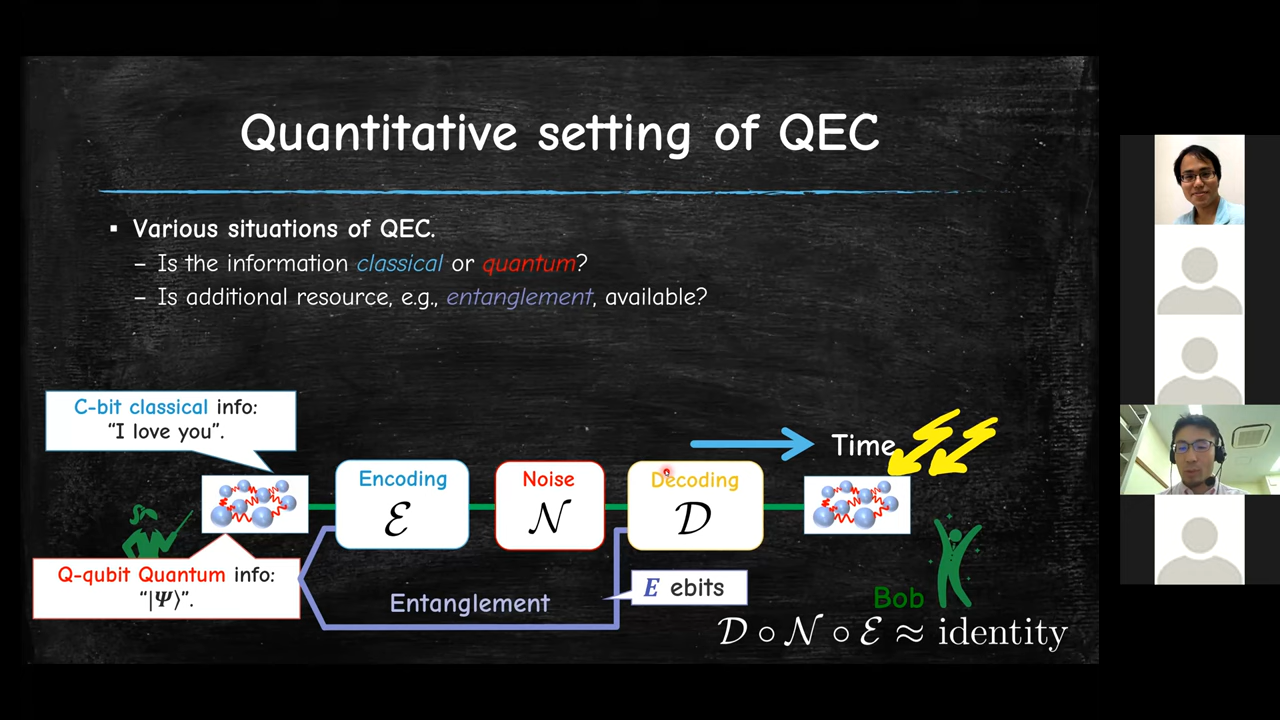 Quantitative setting of QEC
▪ Various situations of QEC.
– Is the information classical or quantum?
– Is additional resource, e.g., entanglement, available?
C-bit classical info:
“I love you”.
Time
Encoding
ℰ
Noise
𝒩
Decoding
𝒟
Q-qubit Quantum info:
“|Ψ⟩”.
Entanglement
E ebits
Bob
𝒟 ∘ 𝒩 ∘ ℰ ≈ identity